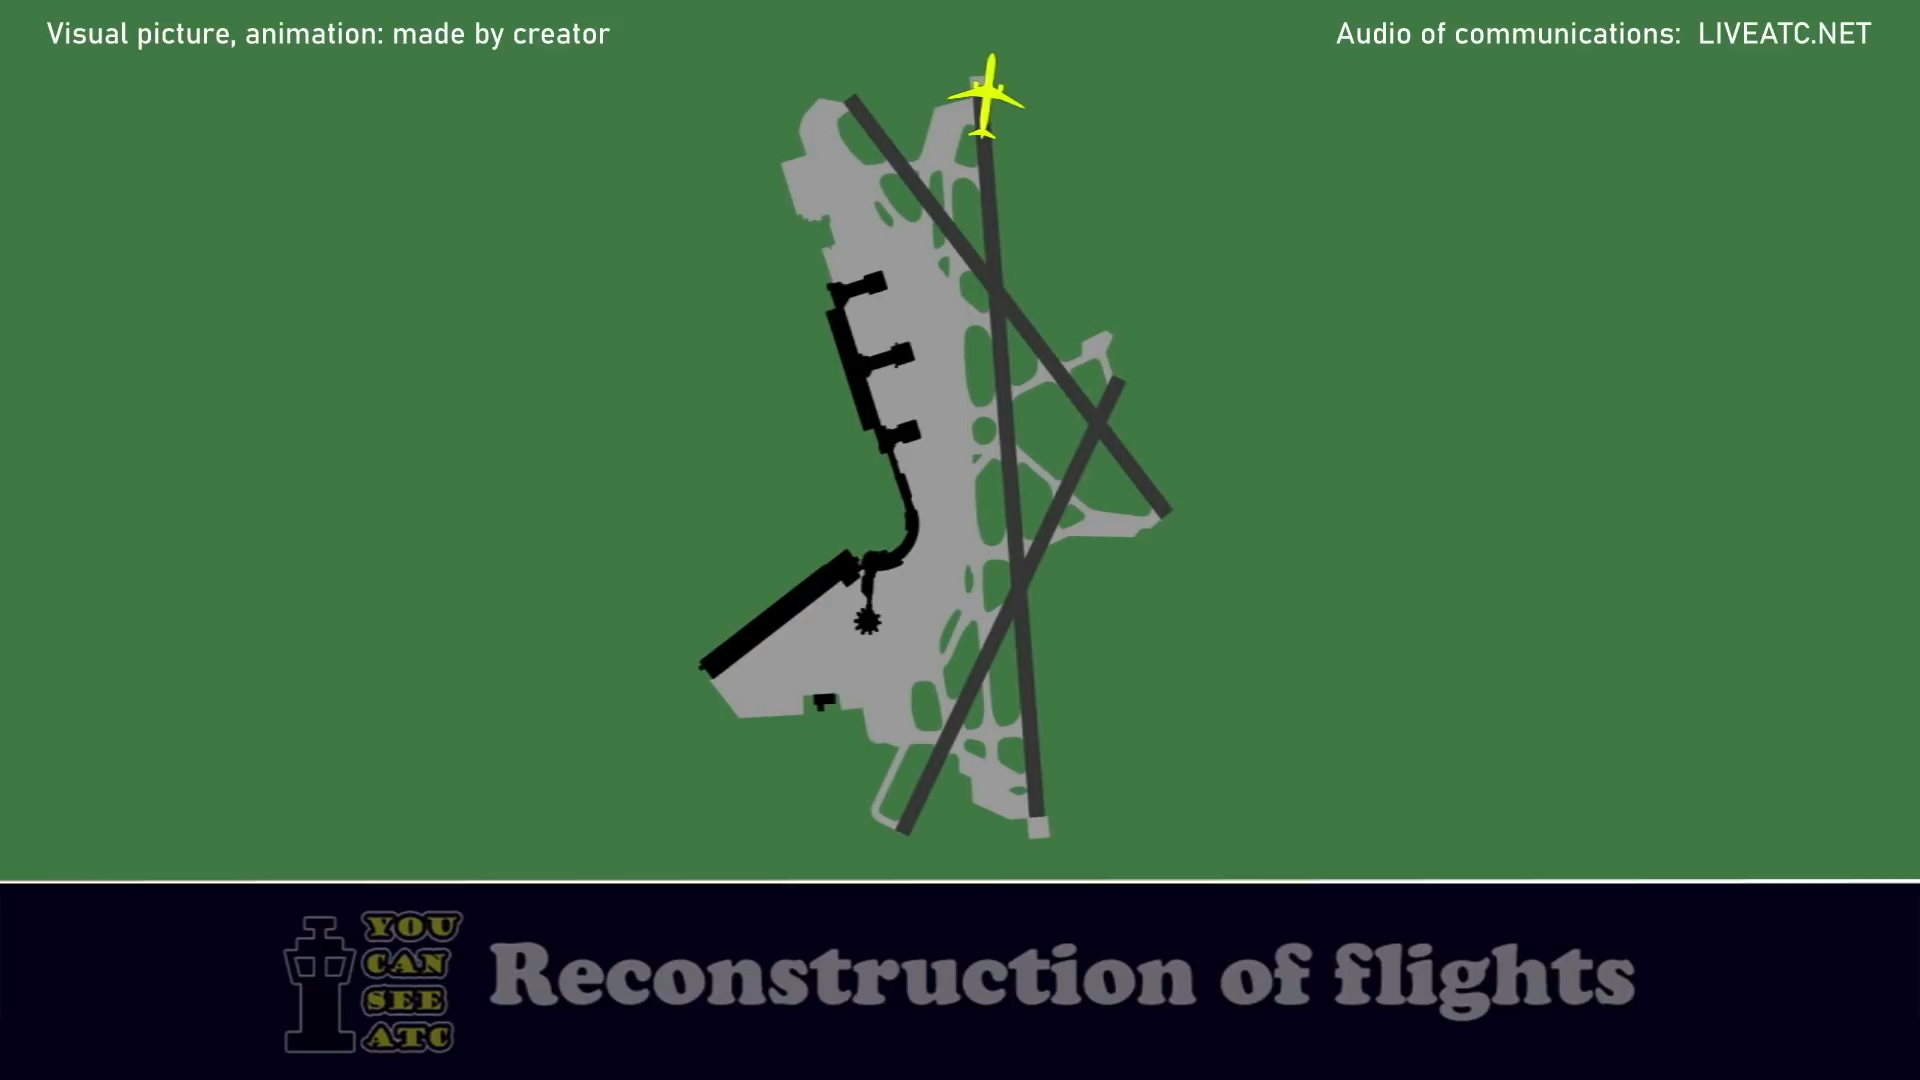 Visual picture, animation: made by creator
Audio of communications: LIVEATC.NET
YOU
CAN
SEE
ATC
Reconstruction of flights